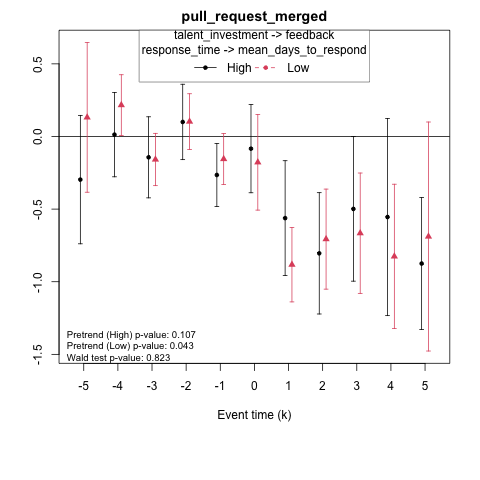 pull_request_merged
talent_investment -> feedback
response_time -> mean_days_to_respond
High Low
0.5
0.0
-0.5
-1.0
-1.5
Pretrend (High) p-value: 0.107
Pretrend (Low) p-value: 0.043
Wald test p-value: 0.823
-5 -4 -3 -2 -1 0 1 2 3 4 5
Event time (k)